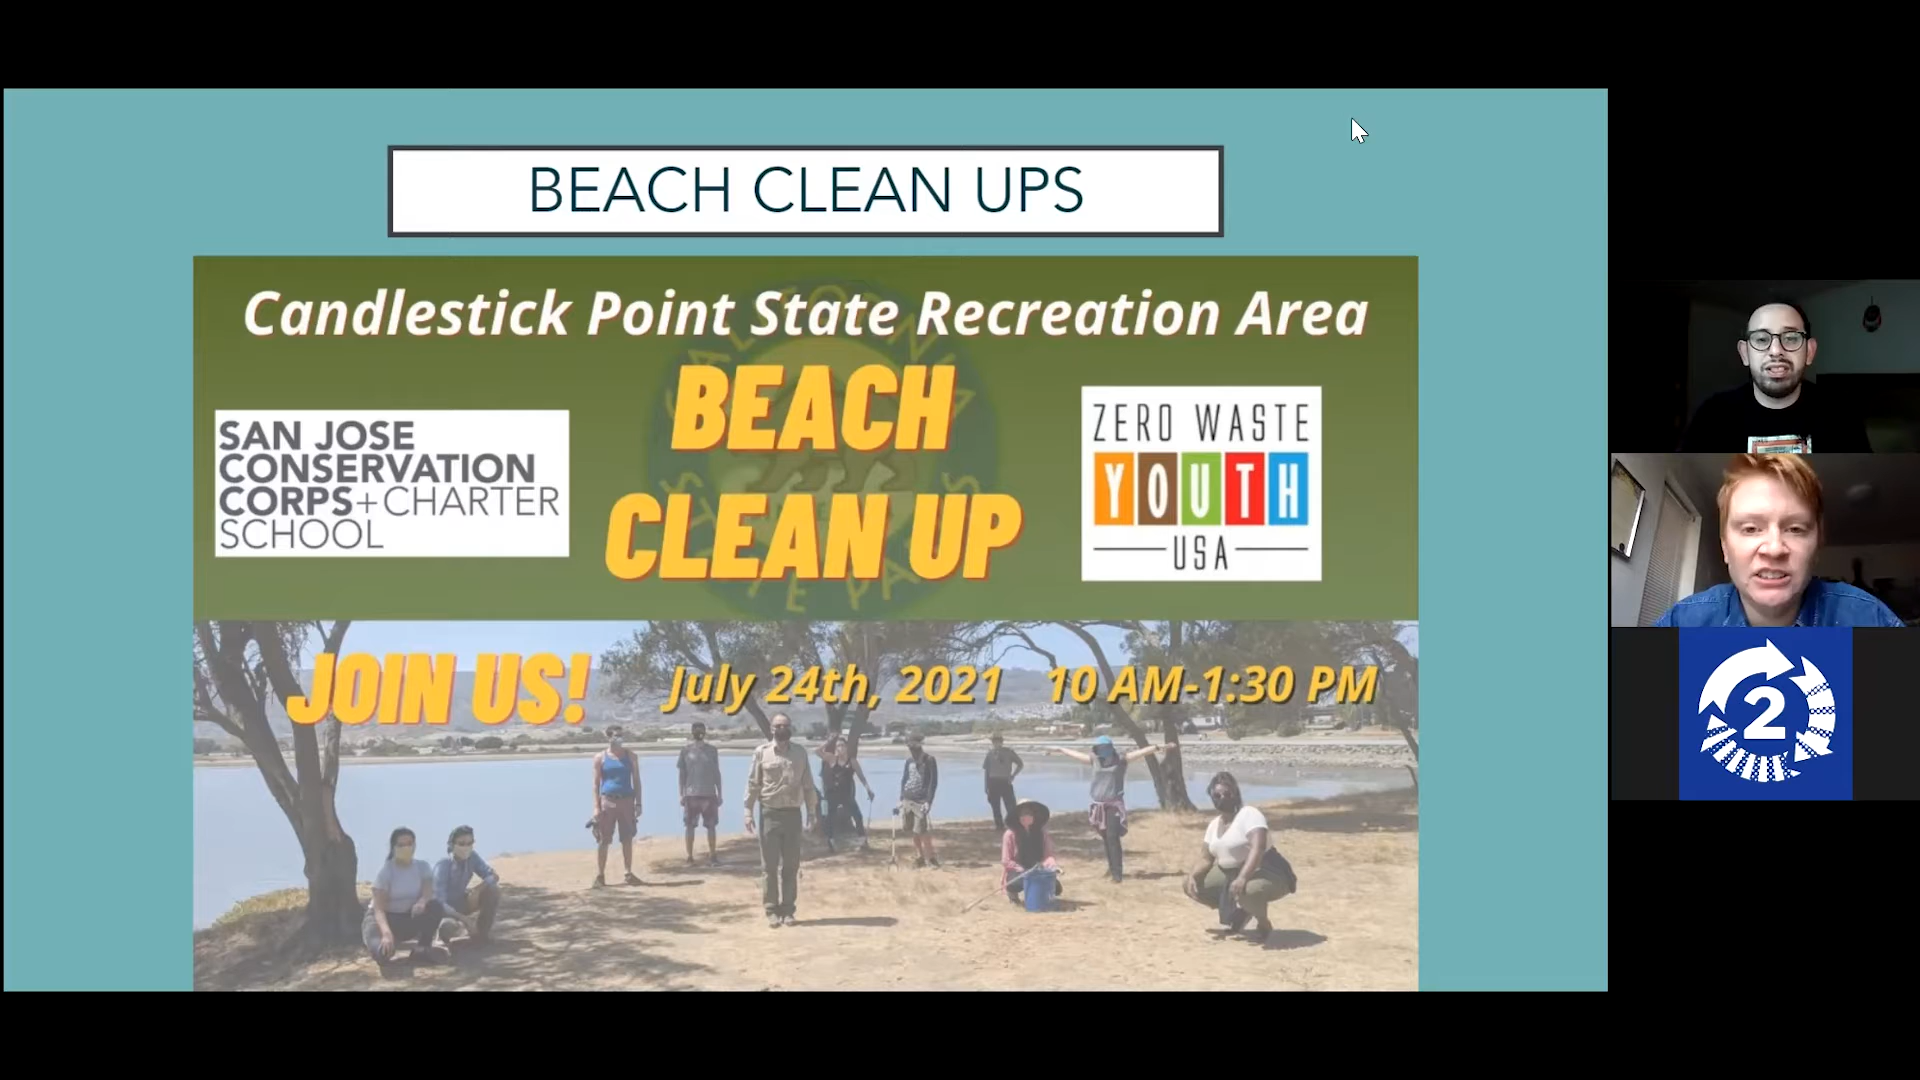 BEACH CLEAN UPS
Candlestick Point State Recreation Area
BEACH
CLEAN UP
SAN JOSE
CONSERVATION
CORPS+CHARTER
SCHOOL
ZERO WASTE
YOUTH
USA
JOIN US!
July 24th, 2021 10 AM-1:30 PM
2